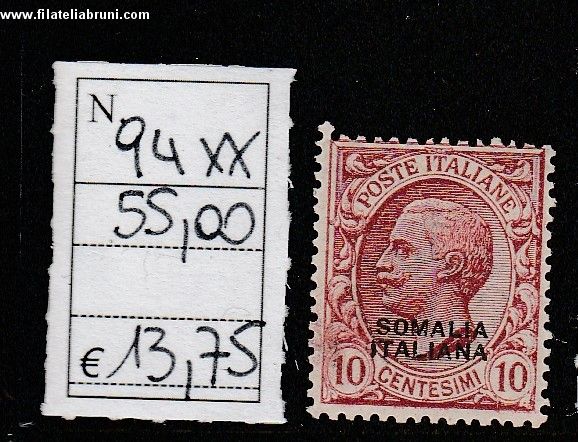 www.filateliabruni.com
N
94 XX
55,00
€ 13,75
POSTE ITALIANE
SOMALIA
ITALIANA
10 CENTESIMI 10